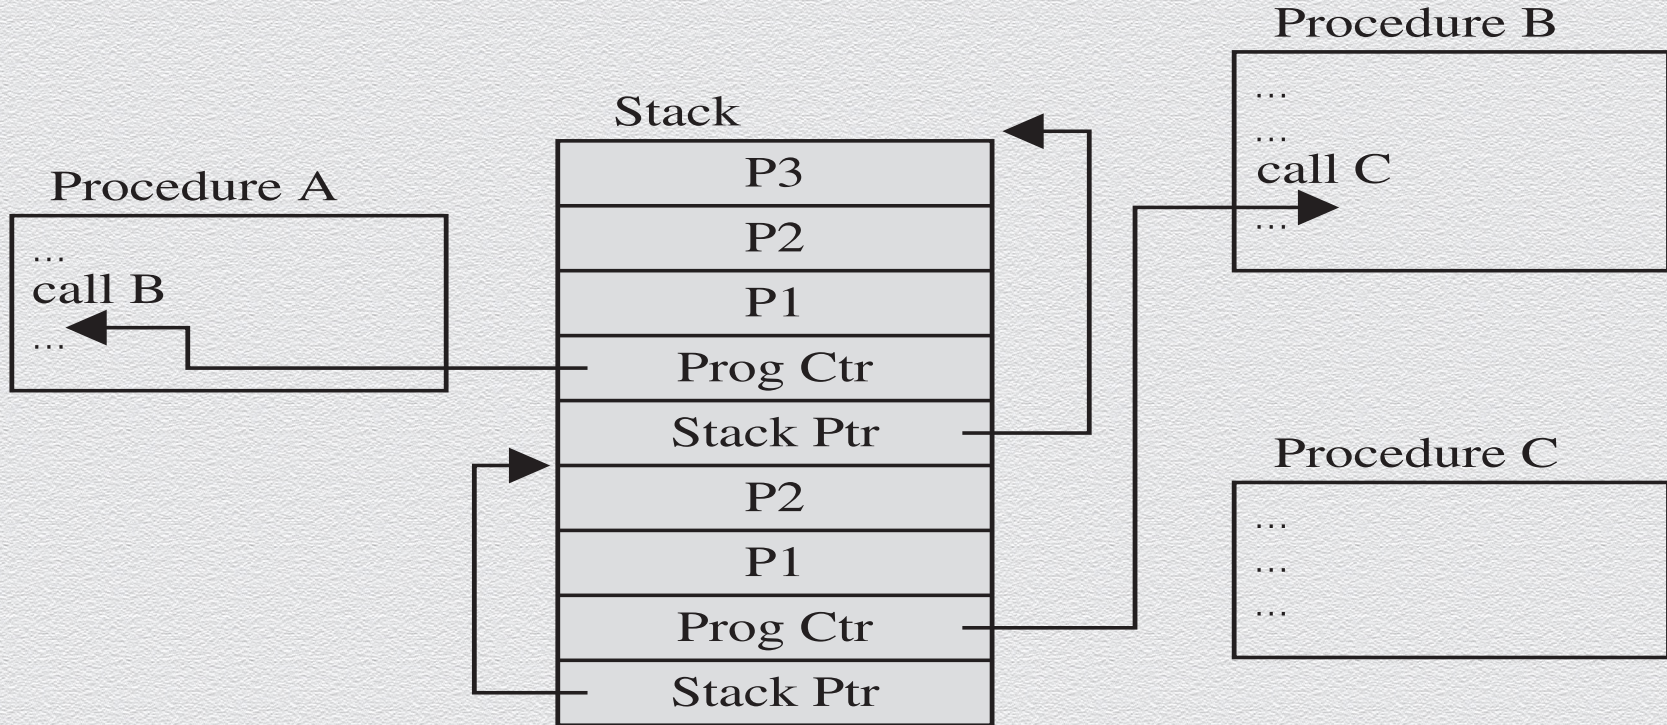 Procedure A
...
call B
...
Stack
P3
P2
P1
Prog Ctr
Stack Ptr
P2
P1
Prog Ctr
Stack Ptr
Procedure B
...
...
call C
...
Procedure C
...
...
...